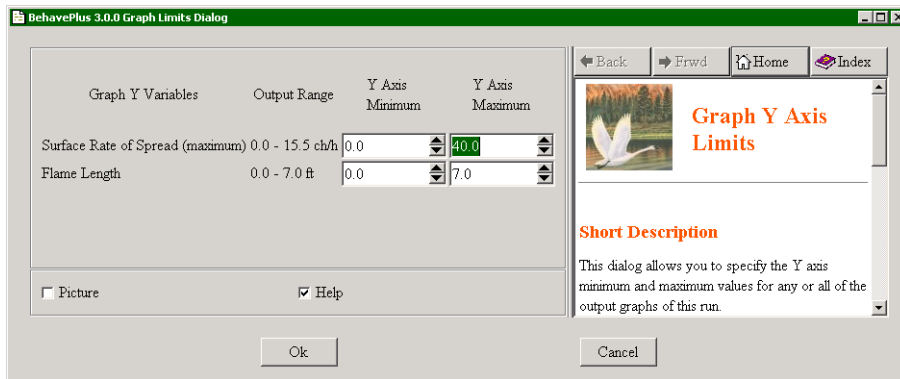 BehavePlus 3.0.0 Graph Limits Dialog
Graph Y Variables Output Range Y Axis Minimum Y Axis Maximum
Surface Rate of Spread (maximum) 0.0 - 15.5 ch/h 0.0 40.0
Flame Length 0.0 - 7.0 ft 0.0 7.0
Picture Help
Ok Cancel
Back Frwd Home Index
Graph Y Axis
Limits
Short Description
This dialog allows you to specify the Y axis
minimum and maximum values for any or all of the
output graphs of this run.